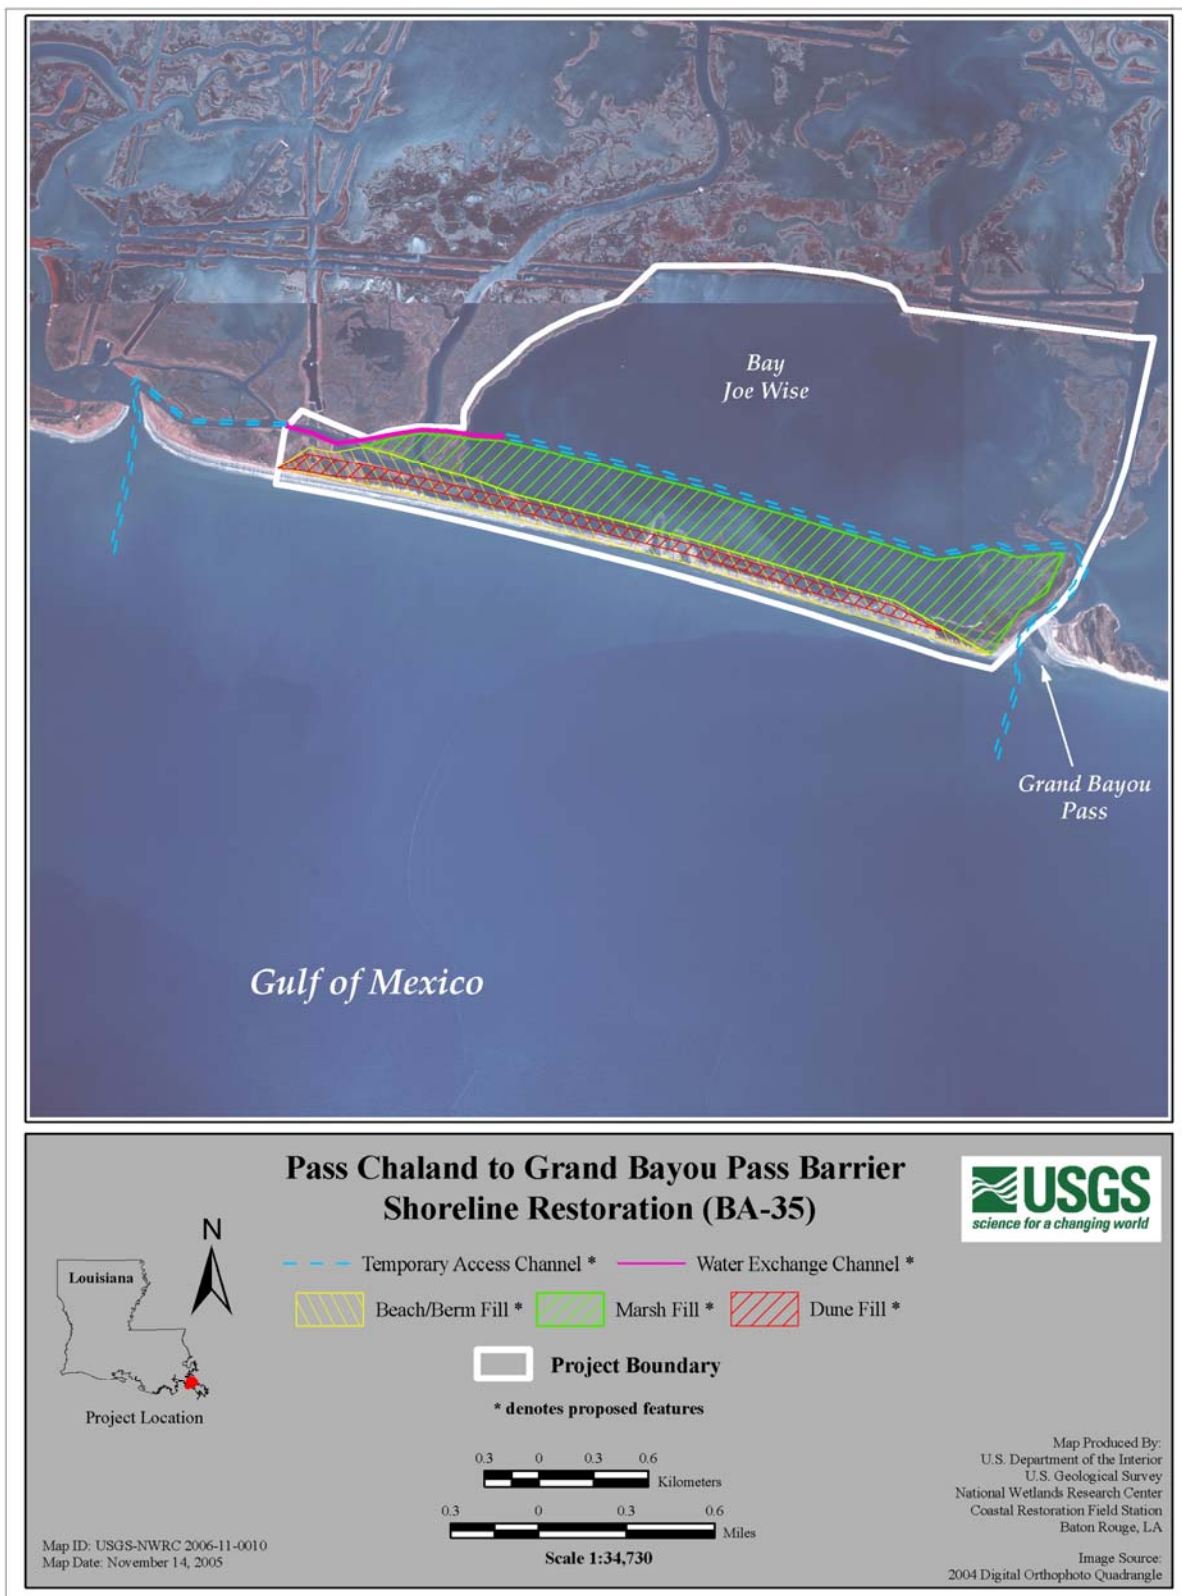 Bay
Joe Wise
Grand Bayou
Pass
Gulf of Mexico
Pass Chaland to Grand Bayou Pass Barrier
Shoreline Restoration (BA-35)
USGS
science for a changing world
N
Louisiana
Project Location
Temporary Access Channel * Water Exchange Channel *
Beach/Berm Fill * Marsh Fill * Dune Fill *
Project Boundary
* denotes proposed features
0.3 0 0.3 0.6
Kilometers
0.3 0 0.3 0.6
Miles
Scale 1:34,730
Map ID: USGS-NWRC 2006-11-0010
Map Date: November 14, 2005
Map Produced By:
U.S. Department of the Interior
U.S. Geological Survey
National Wetlands Research Center
Coastal Restoration Field Station
Baton Rouge, LA
Image Source:
2004 Digital Orthophoto Quadrangle